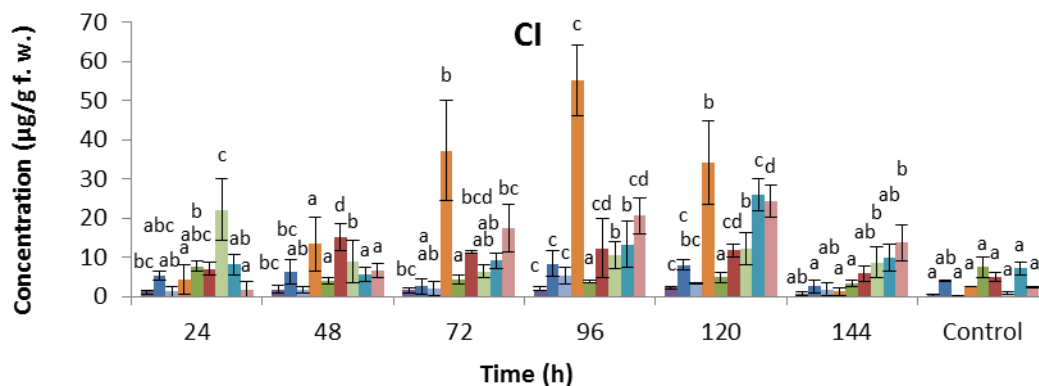 Concentration (µg/g f. w.)
70
60
50
40
30
20
10
0
CI
bc abc ab a b abc c ab a
bc bc ab a a d b a a
bc a ab b a bcd ab ab bc
c c c c a cd b ab cd
c c bc b a cd b c d
ab a ab a a a b ab b
a ab a a a a a a a
24 48 72 96 120 144 Control
Time (h)